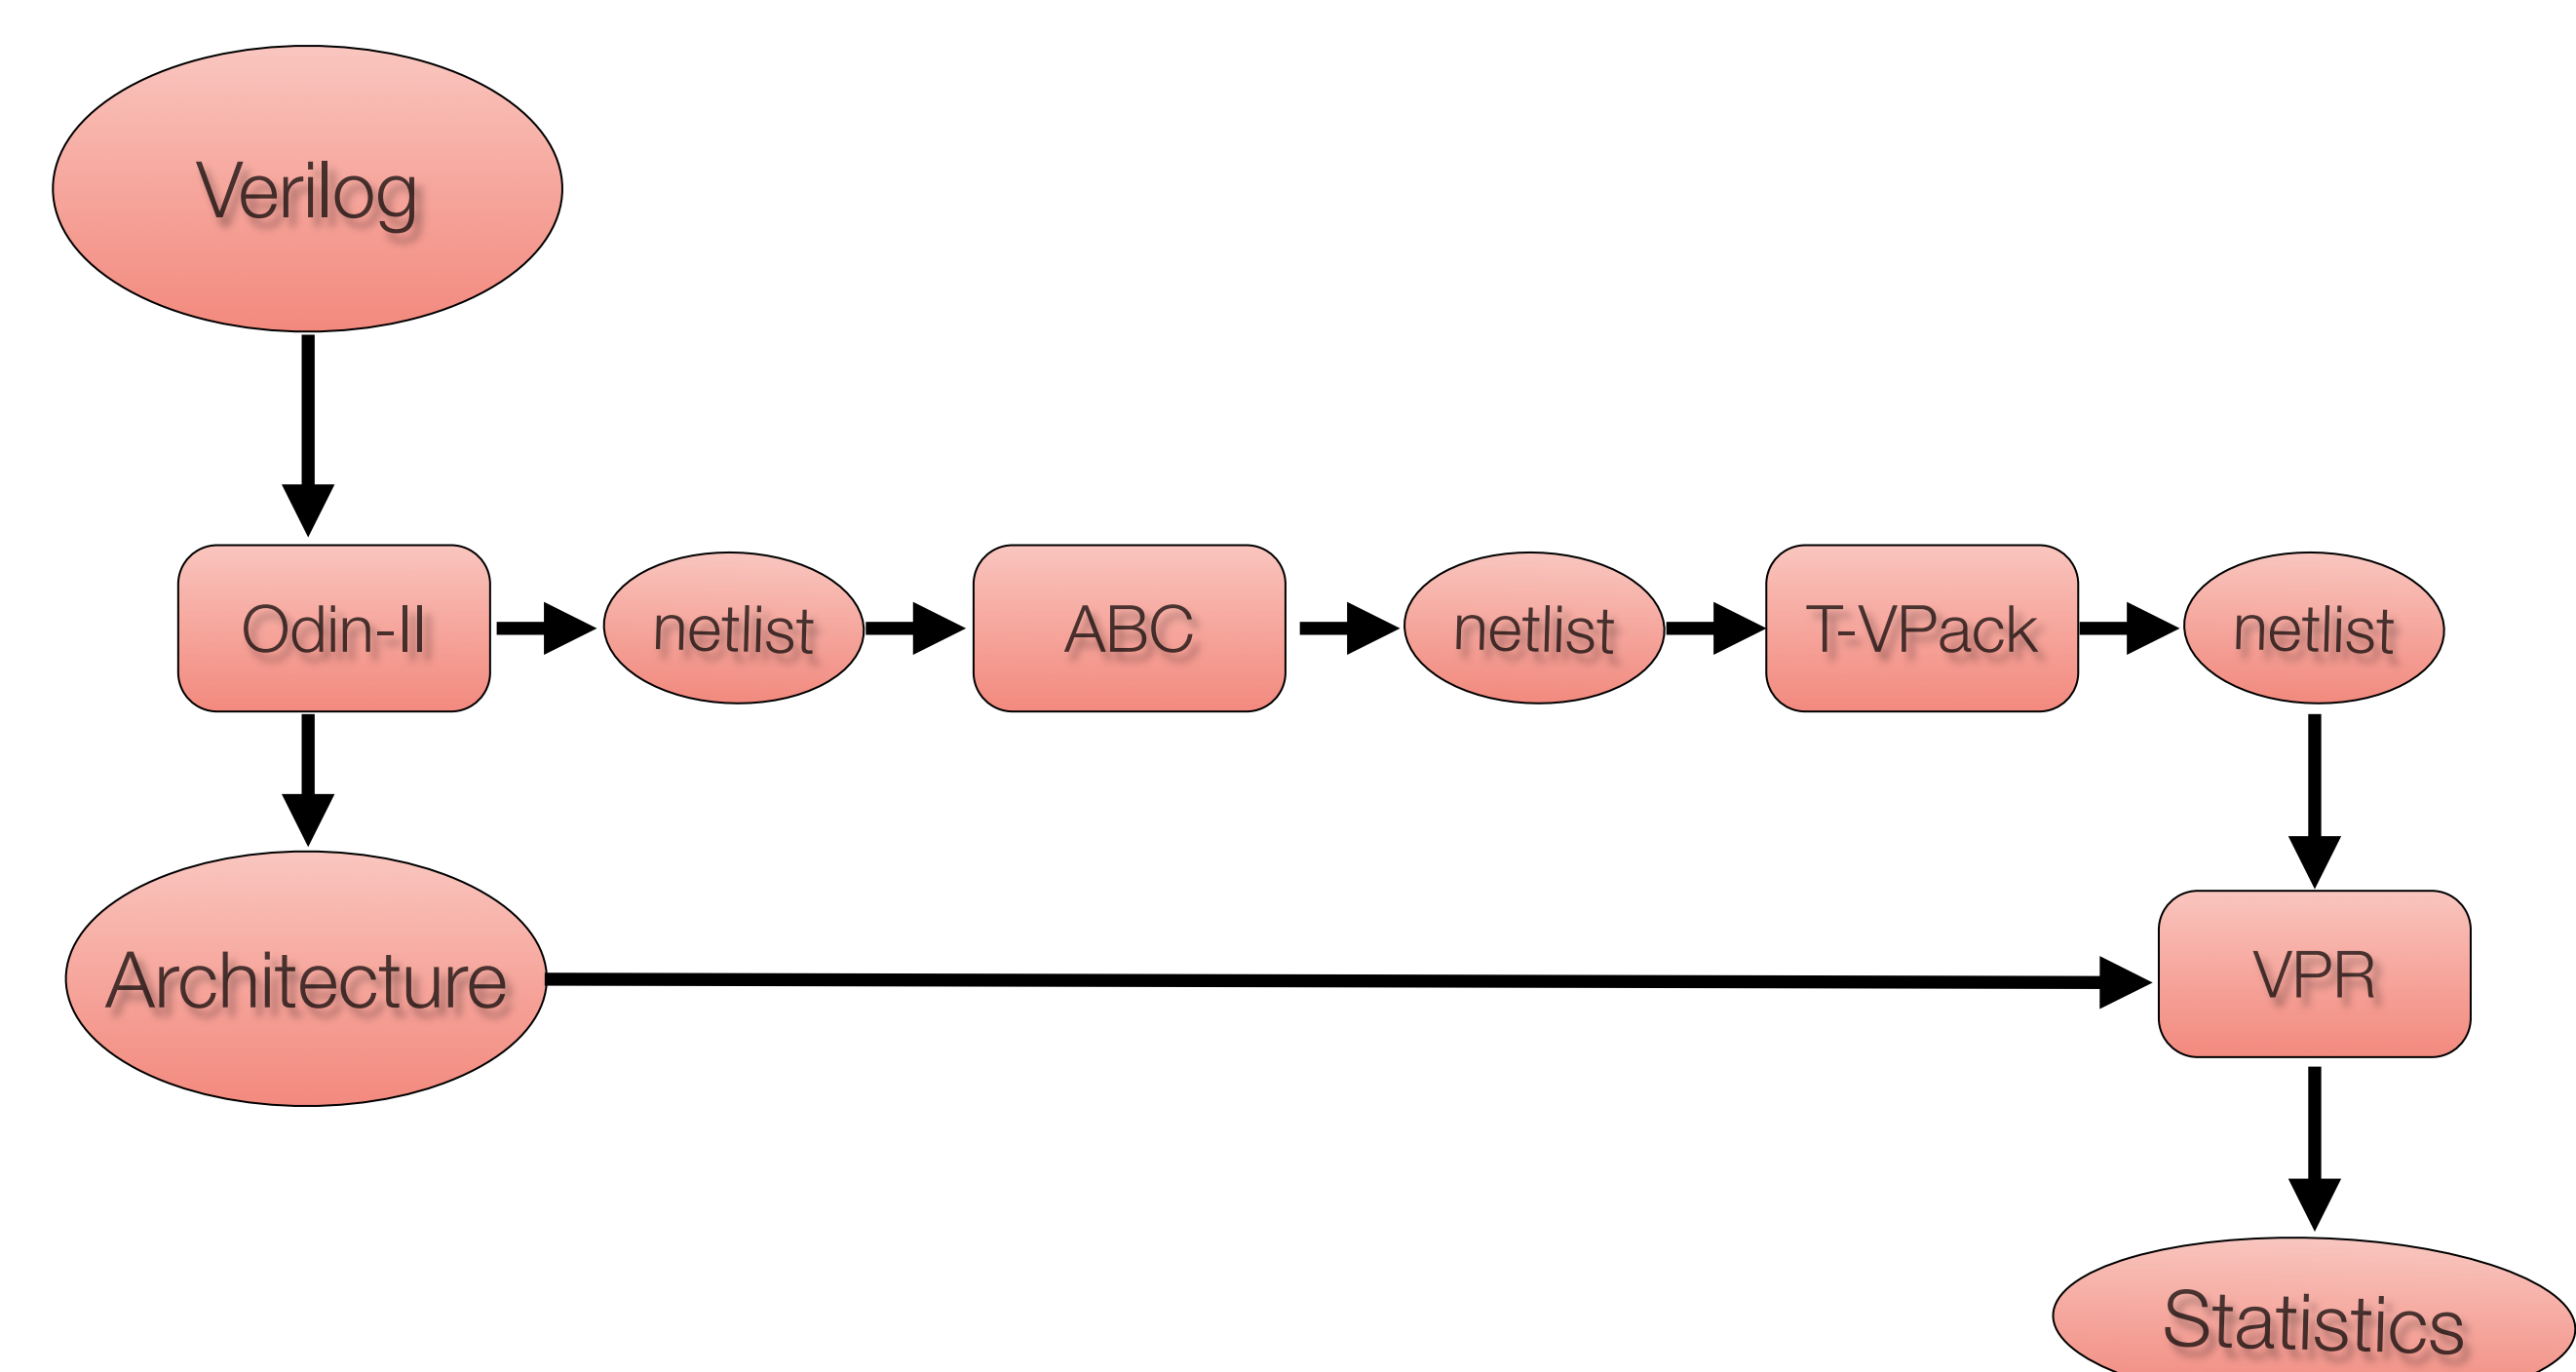 Verilog
Odin-II
netlist
ABC
netlist
T-VPack
netlist
Architecture
VPR
Statistics